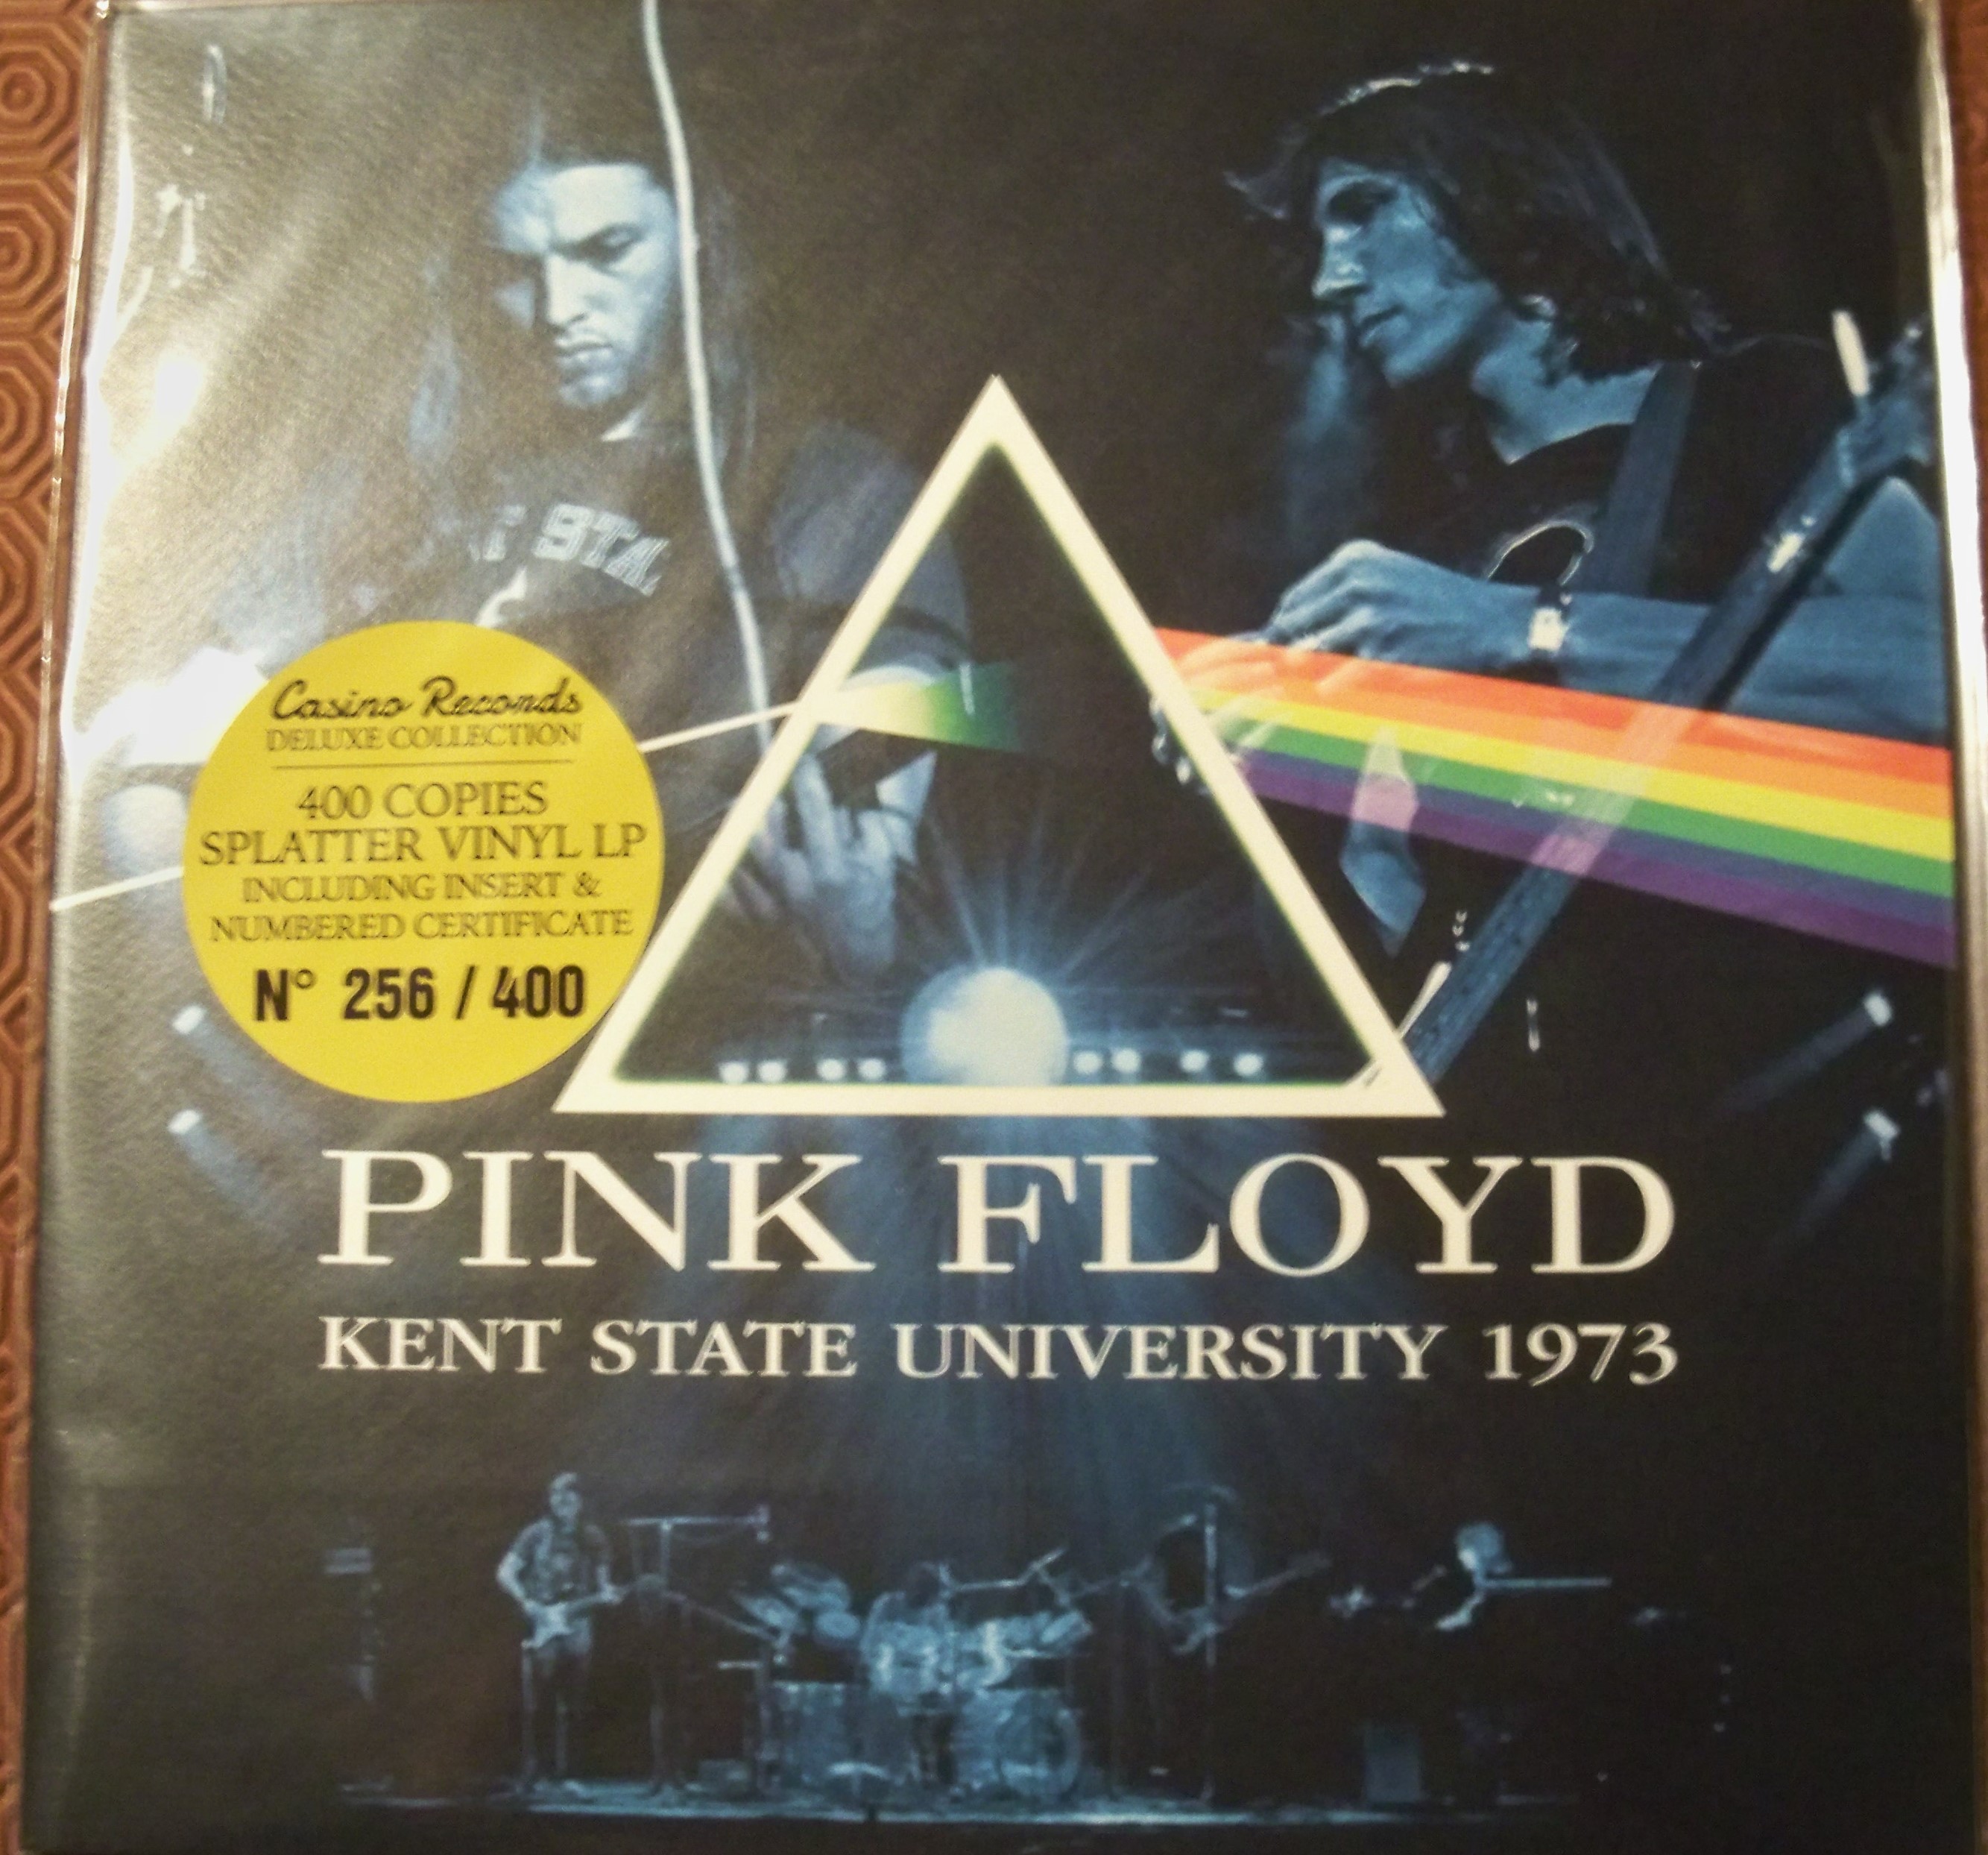 T STA
Casino Records
DELUXE COLLECTION
400 COPIES
SPLATTER VINYL LP
INCLUDING INSERT &
NUMBERED CERTIFICATE
N° 256 / 400
PINK FLOYD
KENT STATE UNIVERSITY 1973